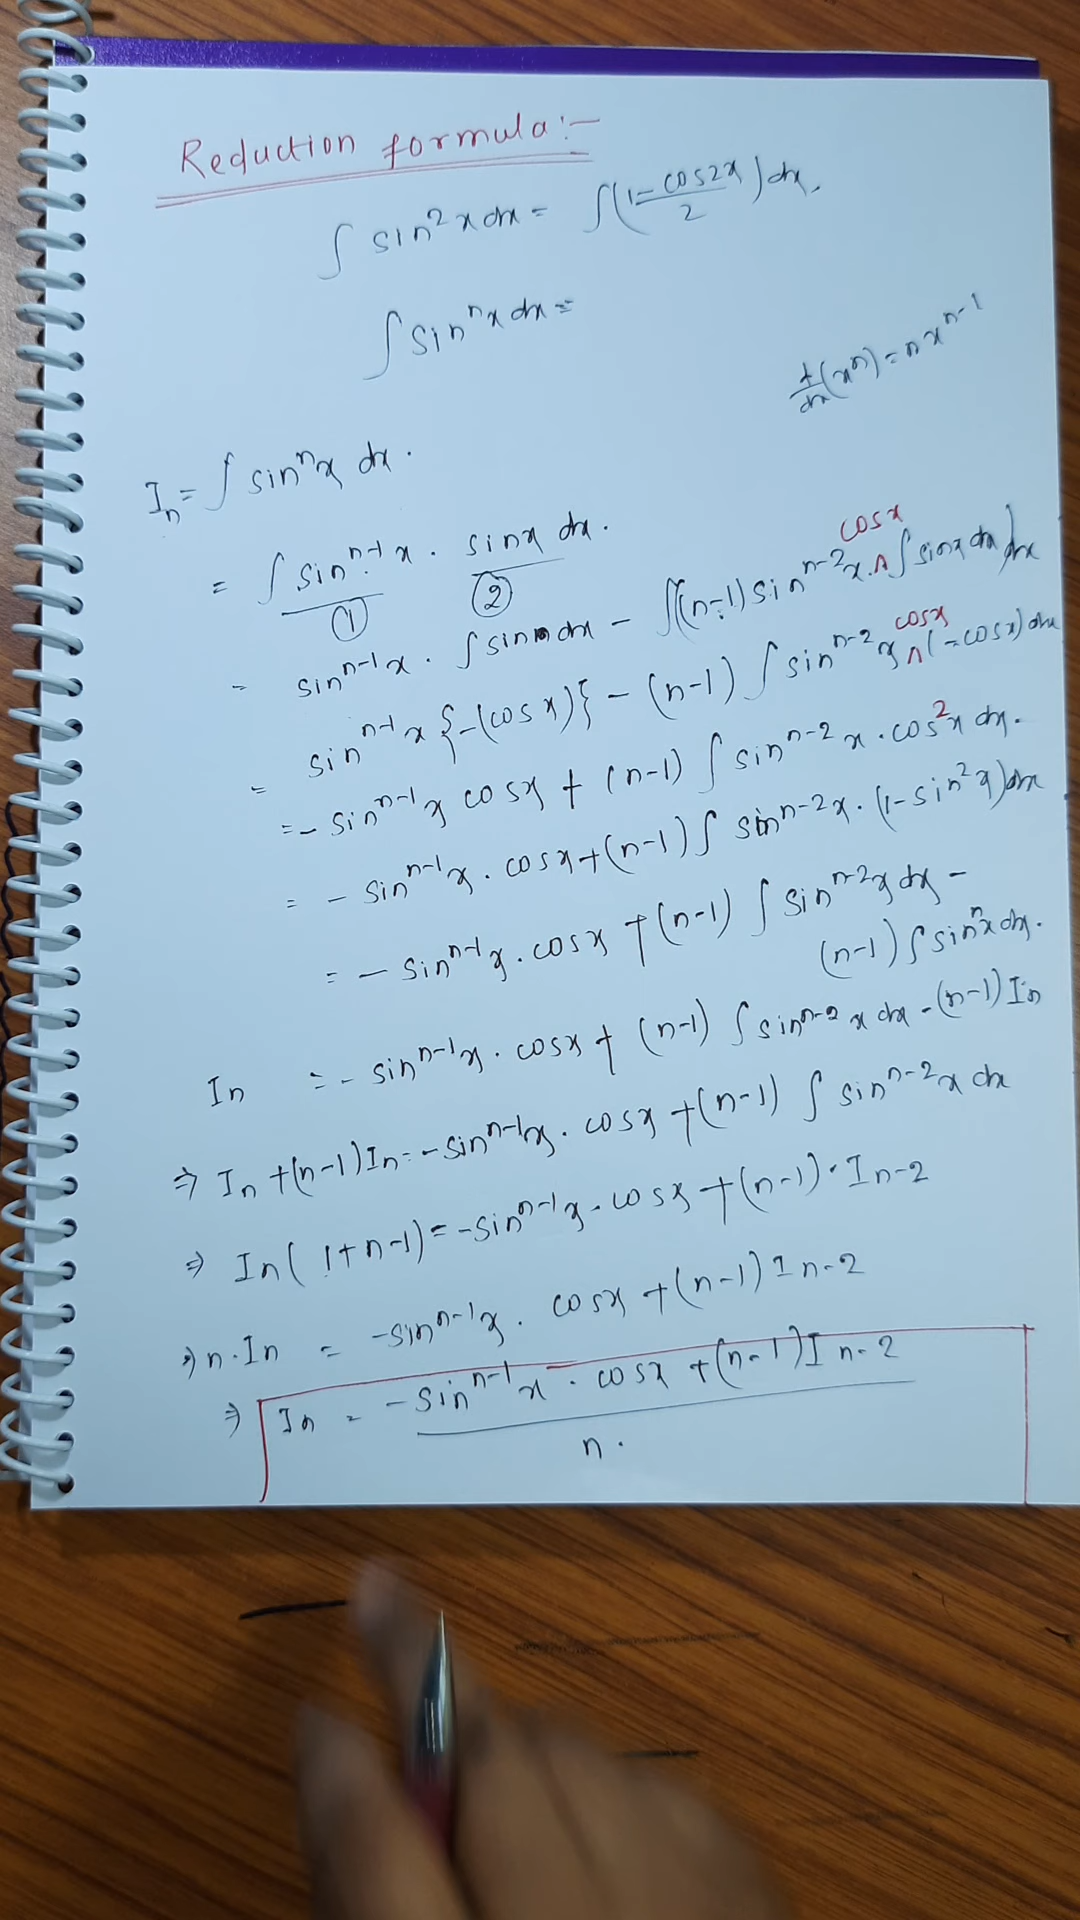 Reduction formula:-
∫ sin²x dx = ∫(1-cos2x/2) dx.
∫ sinⁿx dx =
d/dx (xⁿ) = n xⁿ⁻¹
Iₙ = ∫ sinⁿx dx.
= ∫ sinⁿ⁻¹x . sinx dx.
① ②
cosx
= sinⁿ⁻¹x . ∫ sinx dx - ∫((n-1) sinⁿ⁻²x . ∧ ∫ sinx dx) dx
cosx
= sinⁿ⁻¹x {-(cosx)} - (n-1) ∫ sinⁿ⁻²x ∧ (-cosx) dx
= - sinⁿ⁻¹x cosx + (n-1) ∫ sinⁿ⁻²x . cos²x dx.
= - sinⁿ⁻¹x . cosx + (n-1) ∫ sinⁿ⁻²x . (1-sin²x) dx
= - sinⁿ⁻¹x . cosx + (n-1) ∫ sinⁿ⁻²x dx -
(n-1) ∫ sinⁿx dx.
Iₙ = - sinⁿ⁻¹x . cosx + (n-1) ∫ sinⁿ⁻²x dx - (n-1) Iₙ
⇒ Iₙ + (n-1) Iₙ = - sinⁿ⁻¹x . cosx + (n-1) ∫ sinⁿ⁻²x dx
⇒ Iₙ (1+n-1) = - sinⁿ⁻¹x . cosx + (n-1) . Iₙ₋₂
⇒ n . Iₙ = - sinⁿ⁻¹x . cosx + (n-1) Iₙ₋₂
⇒ Iₙ = - sinⁿ⁻¹x . cosx + (n-1) Iₙ₋₂
n .